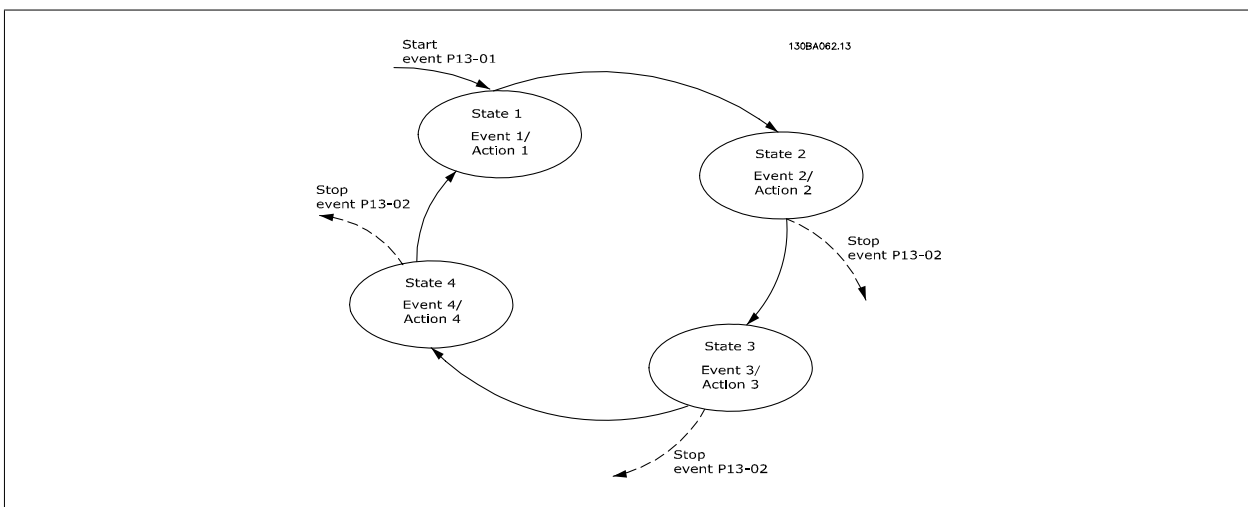 Start
event P13-01
130BA062.13
State 1
Event 1/
Action 1
State 2
Event 2/
Action 2
Stop
event P13-02
Stop
event P13-02
State 4
Event 4/
Action 4
State 3
Event 3/
Action 3
Stop
event P13-02